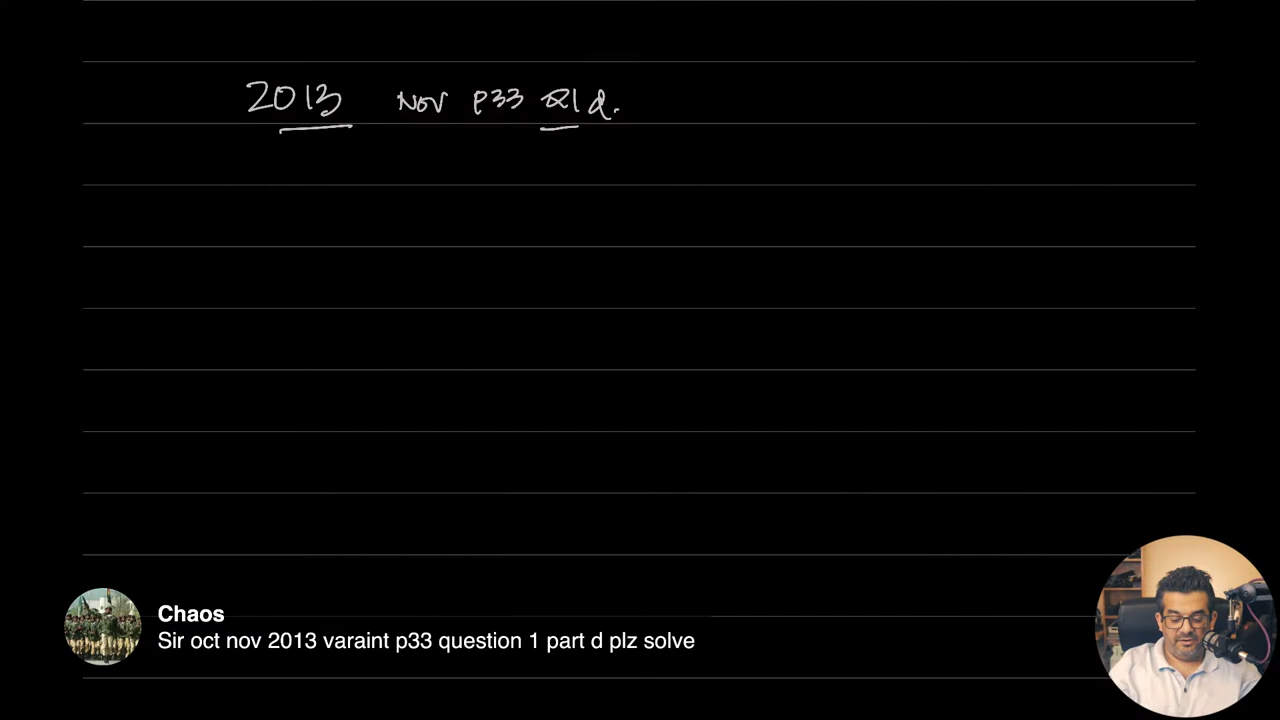 2013 Nov P33 Q1 d.
Chaos
Sir oct nov 2013 varaint p33 question 1 part d plz solve